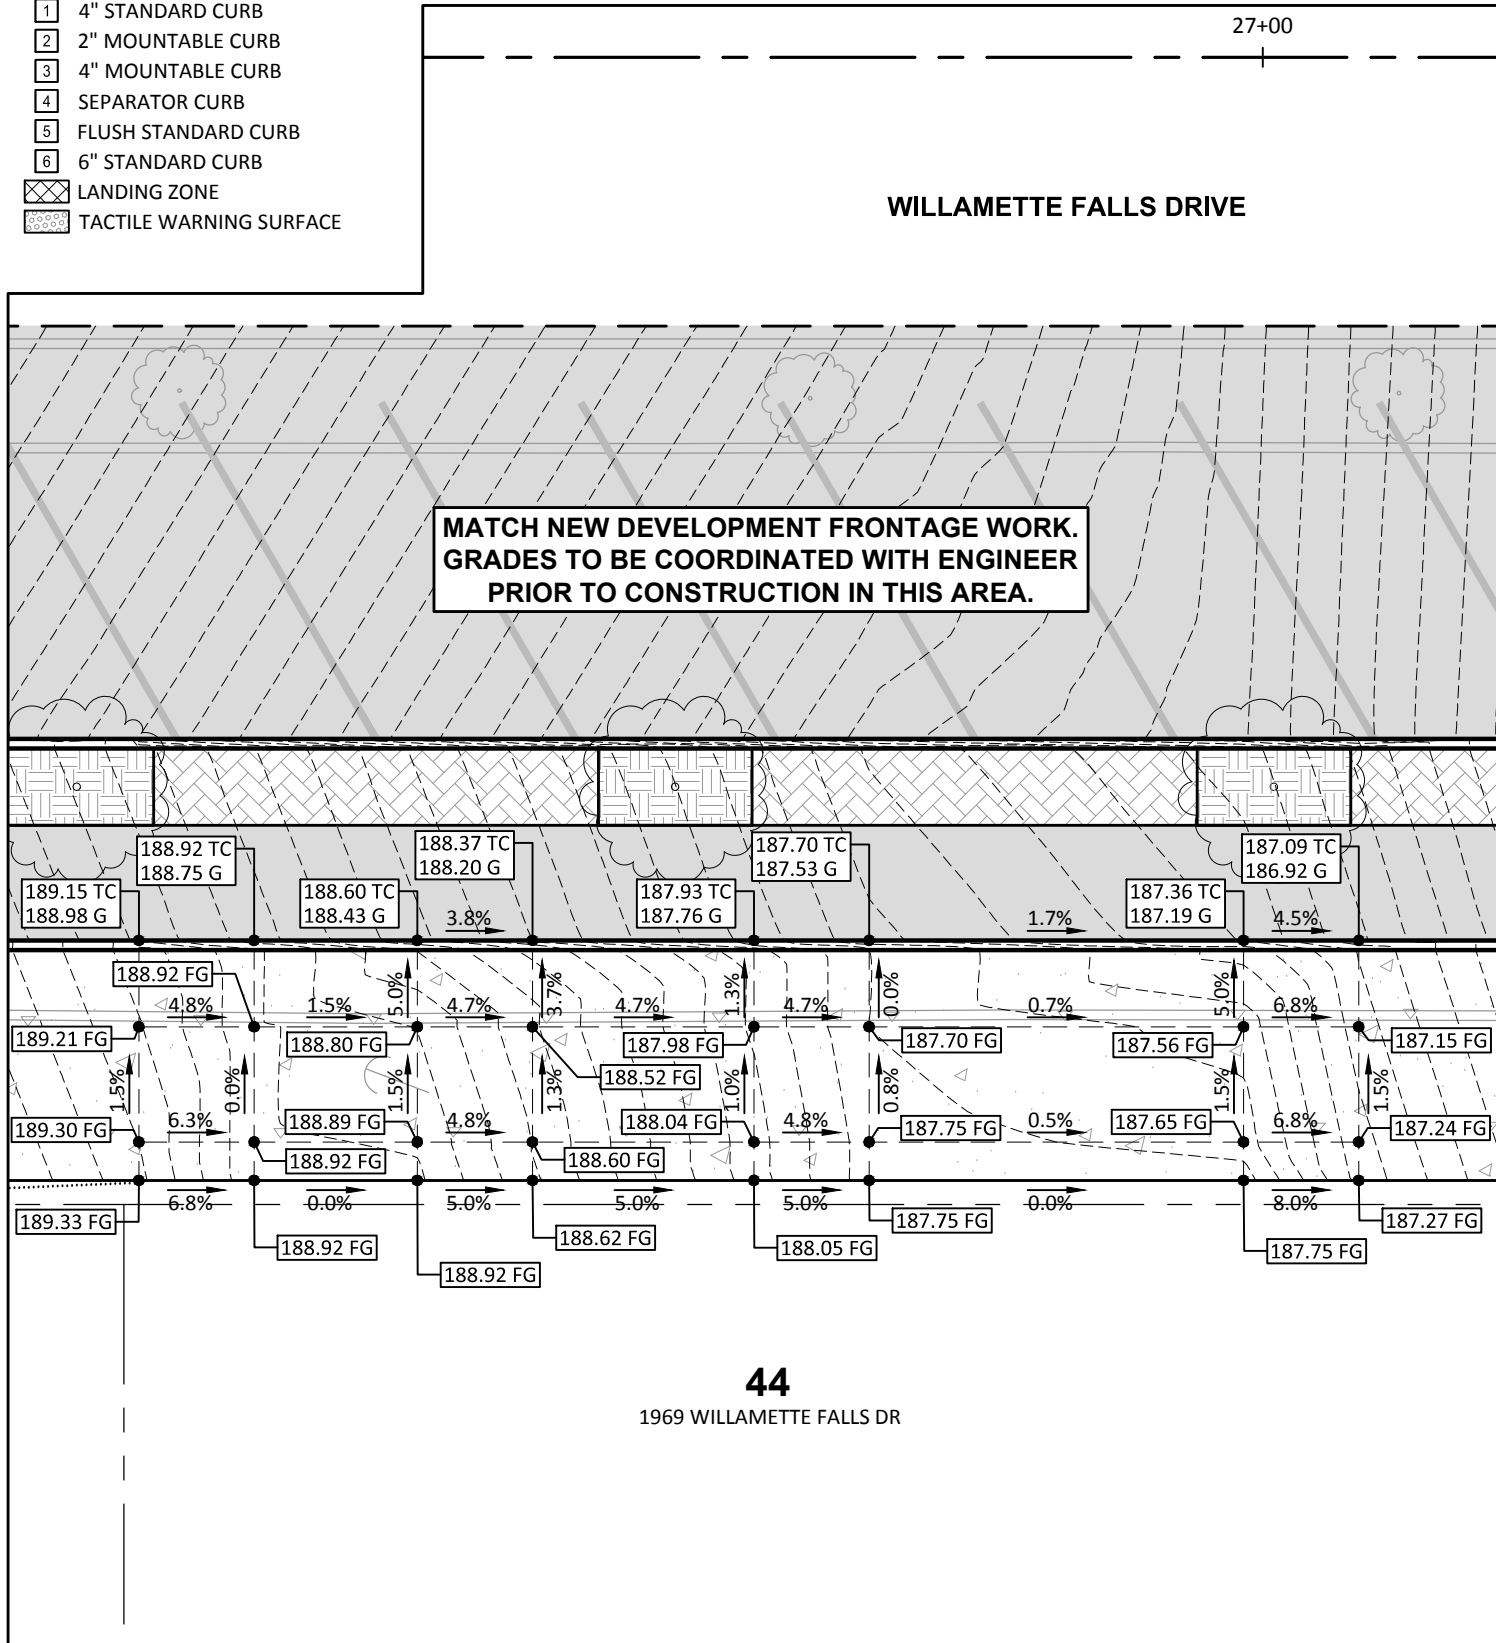 1 4" STANDARD CURB
2 2" MOUNTABLE CURB
3 4" MOUNTABLE CURB
4 SEPARATOR CURB
5 FLUSH STANDARD CURB
6 6" STANDARD CURB
LANDING ZONE
TACTILE WARNING SURFACE
27+00
WILLAMETTE FALLS DRIVE
MATCH NEW DEVELOPMENT FRONTAGE WORK.
GRADES TO BE COORDINATED WITH ENGINEER
PRIOR TO CONSTRUCTION IN THIS AREA.
189.15 TC
188.98 G
188.92 TC
188.75 G
188.60 TC
188.43 G
188.37 TC
188.20 G
187.93 TC
187.76 G
187.70 TC
187.53 G
187.36 TC
187.19 G
187.09 TC
186.92 G
3.8%
1.7%
4.5%
188.92 FG
5.0%
3.7%
1.3%
0.0%
5.0%
4.8%
1.5%
4.7%
4.7%
4.7%
0.7%
6.8%
189.21 FG
188.80 FG
188.52 FG
187.98 FG
187.70 FG
187.56 FG
187.15 FG
1.5%
0.0%
1.5%
1.3%
1.0%
0.8%
1.5%
1.5%
189.30 FG
6.3%
188.89 FG
4.8%
188.04 FG
4.8%
187.75 FG
0.5%
187.65 FG
6.8%
187.24 FG
188.92 FG
188.60 FG
6.8%
0.0%
5.0%
5.0%
5.0%
0.0%
8.0%
189.33 FG
188.92 FG
188.92 FG
188.62 FG
188.05 FG
187.75 FG
187.75 FG
187.27 FG
44
1969 WILLAMETTE FALLS DR